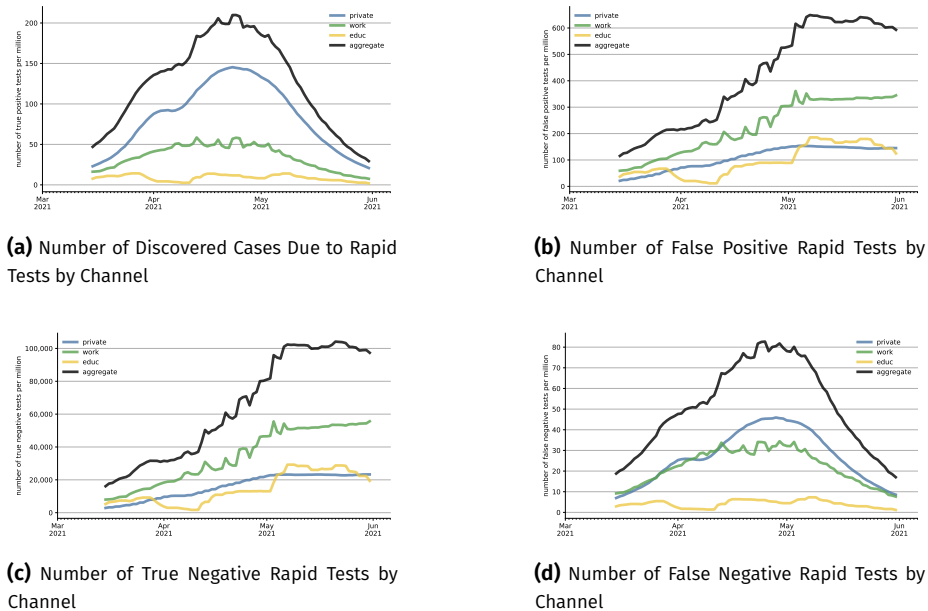 number of true positive tests per million
200
150
100
50
0
private
work
educ
aggregate
Mar
2021
Apr
2021
May
2021
Jun
2021
(a) Number of Discovered Cases Due to Rapid
Tests by Channel
number of false positive tests per million
600
500
400
300
200
100
0
private
work
educ
aggregate
Mar
2021
Apr
2021
May
2021
Jun
2021
(b) Number of False Positive Rapid Tests by
Channel
number of true negative tests per million
100,000
80,000
60,000
40,000
20,000
0
private
work
educ
aggregate
Mar
2021
Apr
2021
May
2021
Jun
2021
(c) Number of True Negative Rapid Tests by
Channel
number of false negative tests per million
80
70
60
50
40
30
20
10
0
private
work
educ
aggregate
Mar
2021
Apr
2021
May
2021
Jun
2021
(d) Number of False Negative Rapid Tests by
Channel